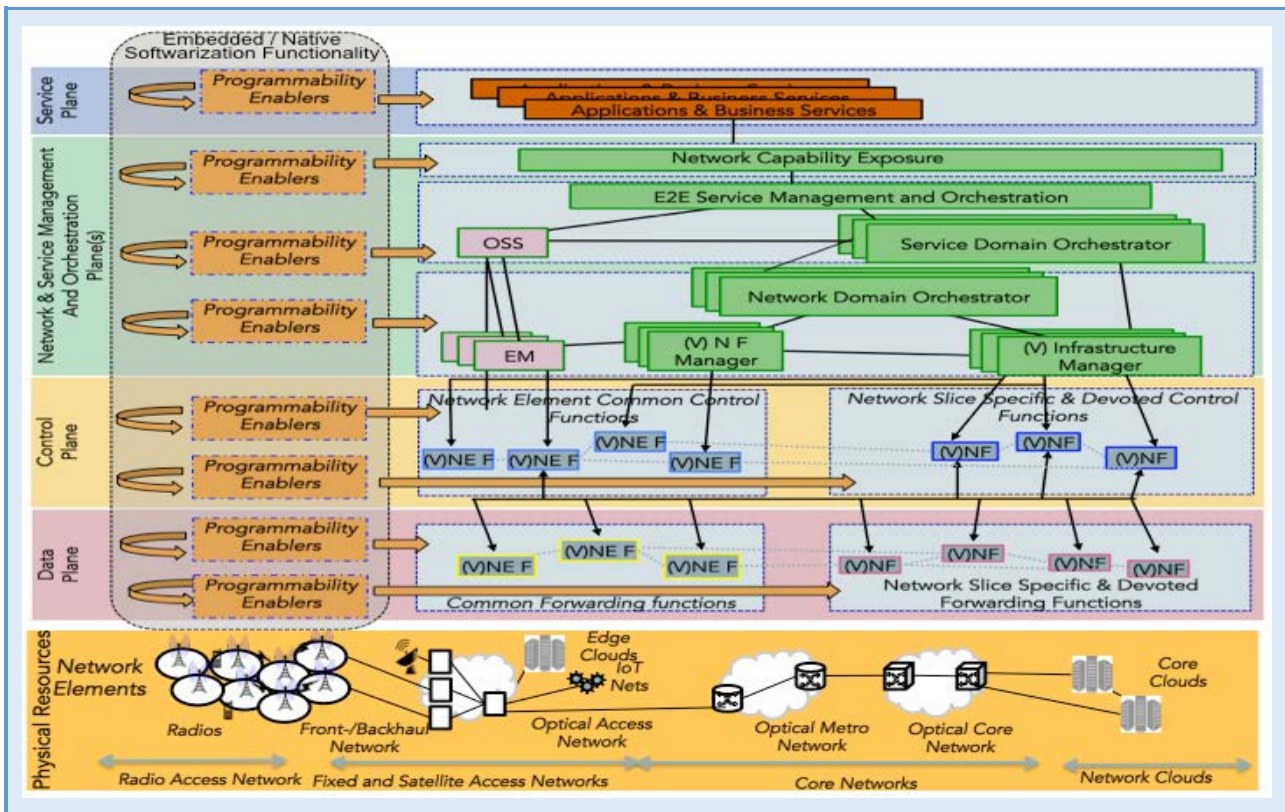 Embedded / Native
Softwarization Functionality
Service
Plane
Programmability
Enablers
Applications & Business Services
Applications & Business Services
Network & Service Management
And Orchestration
Plane(s)
Programmability
Enablers
Network Capability Exposure
E2E Service Management and Orchestration
Programmability
Enablers
OSS
Service Domain Orchestrator
Programmability
Enablers
Network Domain Orchestrator
EM
(V) N F
Manager
(V) Infrastructure
Manager
Control
Plane
Programmability
Enablers
Network Element Common Control
Functions
Network Slice Specific & Devoted Control
Functions
(V)NE F
(V)NE F
(V)NE F
(V)NE F
(V)NF
(V)NF
(V)NF
Programmability
Enablers
Data
Plane
Programmability
Enablers
(V)NE F
(V)NE F
(V)NE F
(V)NF
(V)NF
(V)NF
(V)NF
Programmability
Enablers
Common Forwarding functions
Network Slice Specific & Devoted
Forwarding Functions
Physical Resources
Network
Elements
Radios
Front-/Backhaul
Network
Edge
Clouds
IoT
Nets
Optical Access
Network
Optical Metro
Network
Optical Core
Network
Core
Clouds
Radio Access Network
Fixed and Satellite Access Networks
Core Networks
Network Clouds